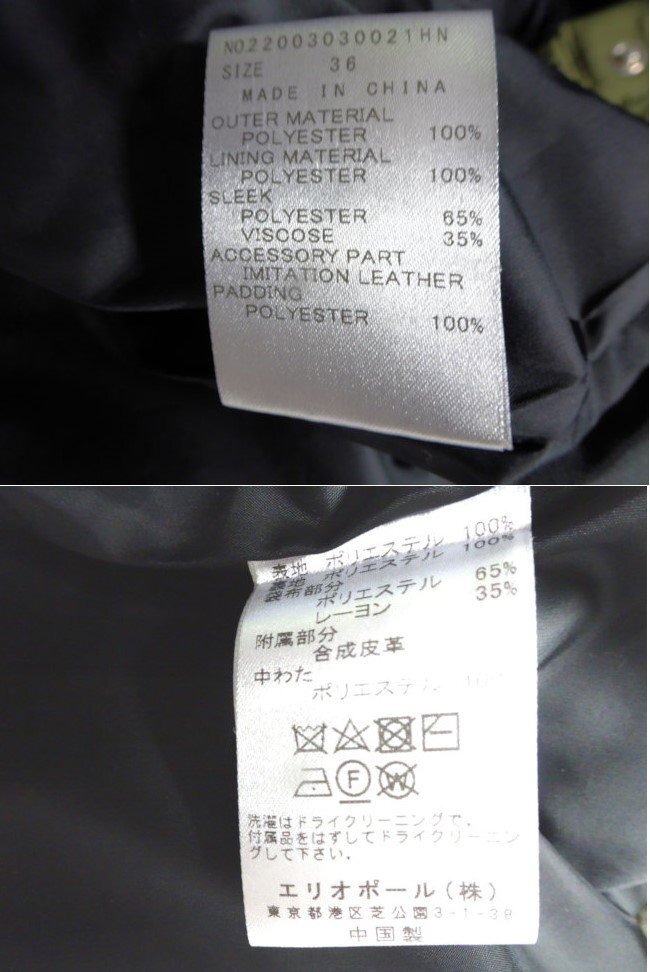 NO.22003030021HN
SIZE 36
MADE IN CHINA
OUTER MATERIAL
POLYESTER 100%
LINING MATERIAL
POLYESTER 100%
SLEEK
POLYESTER 65%
VISCOSE 35%
ACCESSORY PART
IMITATION LEATHER
PADDING
POLYESTER 100%
表地 ポリエステル 100%
裏地 ポリエステル 100%
袋布部分
ポリエステル 65%
レーヨン 35%
附属部分
合成皮革
中わた
ポリエステル 100%
F
W
洗濯はドライクリーニングで。
付属品をはずしてドライクリーニン
グして下さい。
エリオポール(株)
東京都港区芝公園3-1-38
中国製